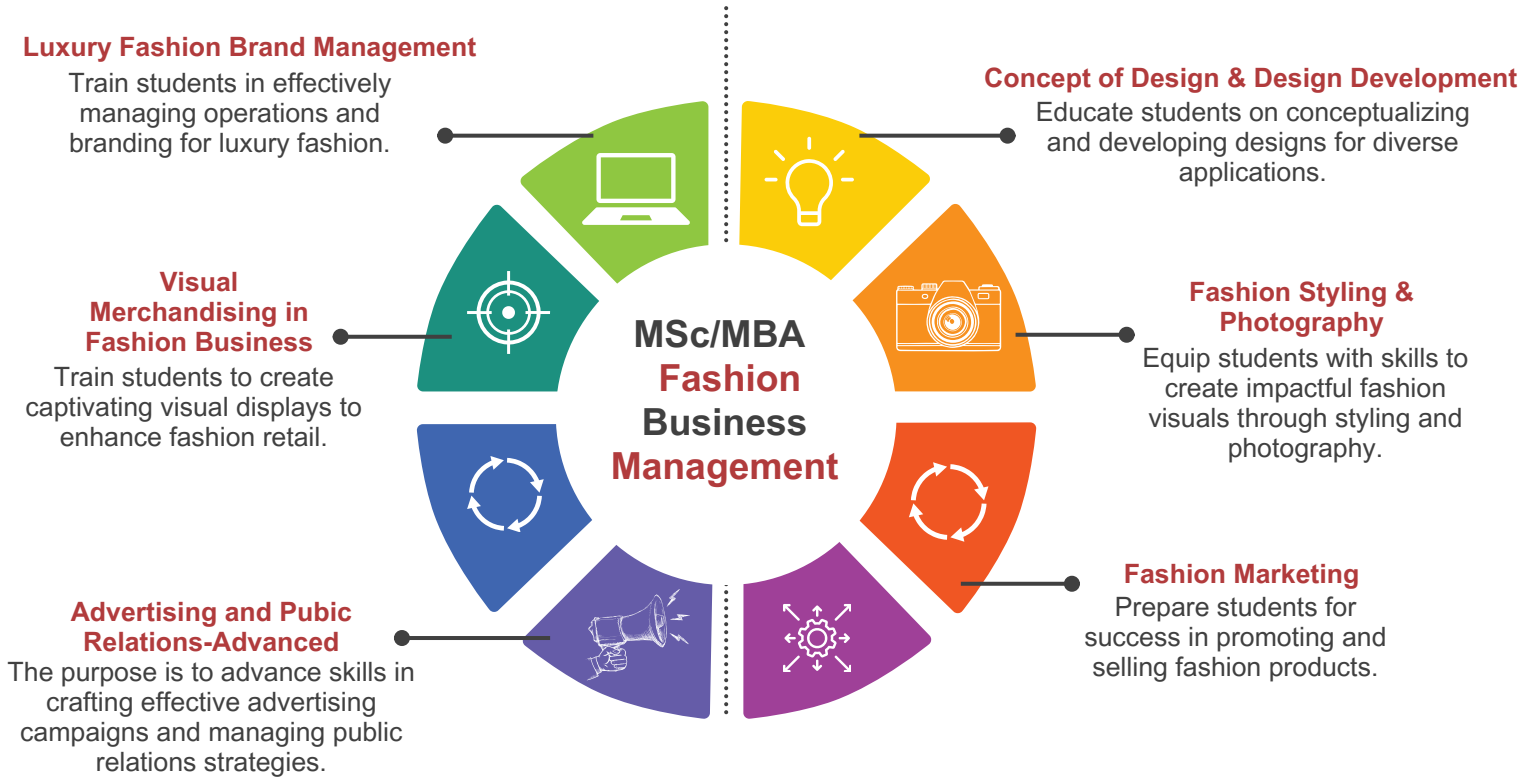 Luxury Fashion Brand Management
Train students in effectively
managing operations and
branding for luxury fashion.
Visual
Merchandising in
Fashion Business
Train students to create
captivating visual displays to
enhance fashion retail.
Advertising and Pubic
Relations-Advanced
The purpose is to advance skills in
crafting effective advertising
campaigns and managing public
relations strategies.
MSc/MBA
Fashion
Business
Management
Concept of Design & Design Development
Educate students on conceptualizing
and developing designs for diverse
applications.
Fashion Styling &
Photography
Equip students with skills to
create impactful fashion
visuals through styling and
photography.
Fashion Marketing
Prepare students for
success in promoting and
selling fashion products.